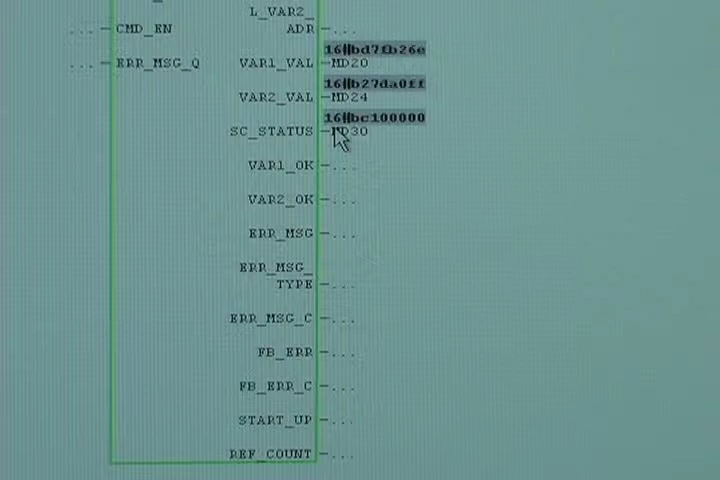 L_VAR2_
... CMD_EN ADR ...
16#bd7fb26e
... ERR_MSG_Q VAR1_VAL MD20
16#b27da0ff
VAR2_VAL MD24
16#bc100000
SC_STATUS MD30
VAR1_OK ...
VAR2_OK ...
ERR_MSG ...
ERR_MSG_
TYPE ...
ERR_MSG_C ...
FB_ERR ...
FB_ERR_C ...
START_UP ...
REF_COUNT ...